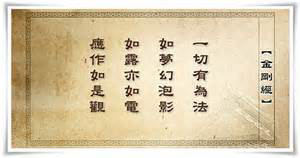 【金剛經】
一切有為法
如夢幻泡影
如露亦如電
應作如是觀